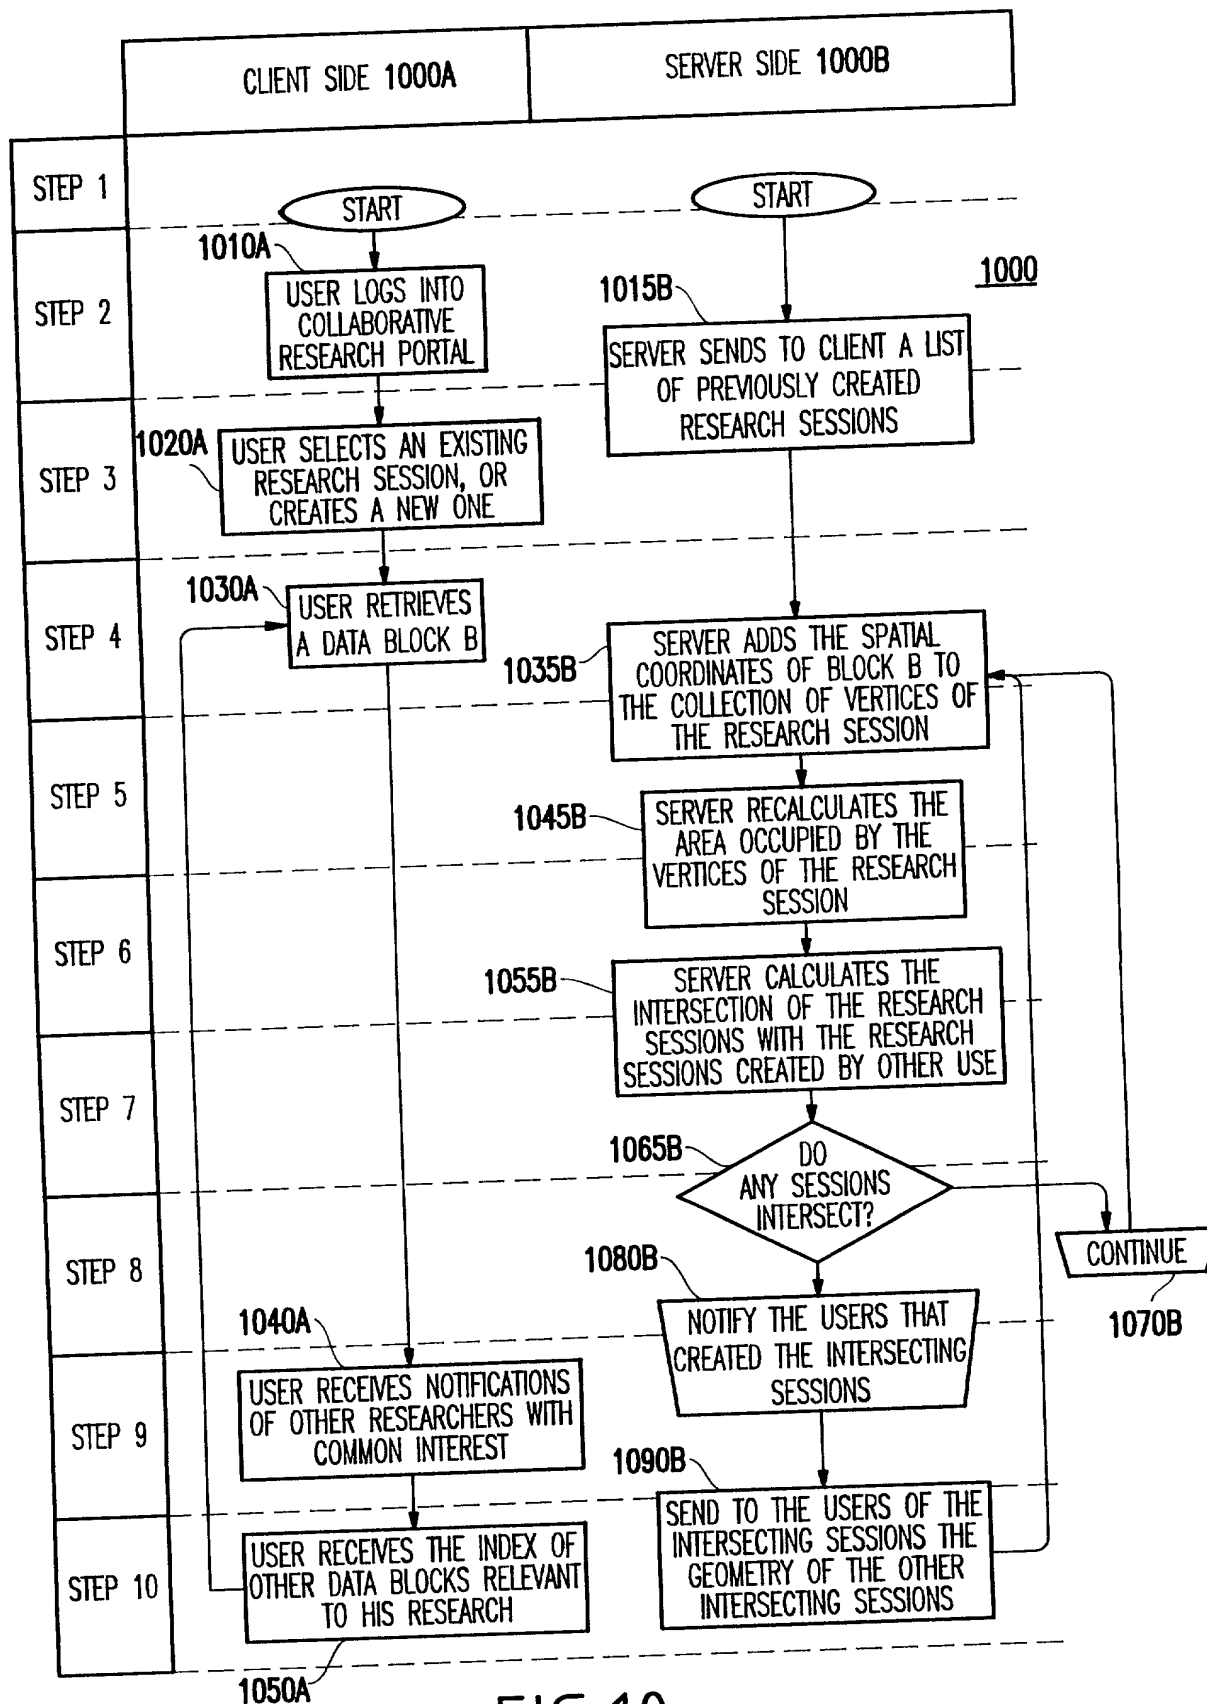 CLIENT SIDE 1000A
SERVER SIDE 1000B
STEP 1
START
START
STEP 2
1010A
USER LOGS INTO
COLLABORATIVE
RESEARCH PORTAL
1015B
SERVER SENDS TO CLIENT A LIST
OF PREVIOUSLY CREATED
RESEARCH SESSIONS
1000
STEP 3
1020A
USER SELECTS AN EXISTING
RESEARCH SESSION, OR
CREATES A NEW ONE
STEP 4
1030A
USER RETRIEVES
A DATA BLOCK B
1035B
SERVER ADDS THE SPATIAL
COORDINATES OF BLOCK B TO
THE COLLECTION OF VERTICES OF
THE RESEARCH SESSION
STEP 5
1045B
SERVER RECALCULATES THE
AREA OCCUPIED BY THE
VERTICES OF THE RESEARCH
SESSION
STEP 6
1055B
SERVER CALCULATES THE
INTERSECTION OF THE RESEARCH
SESSIONS WITH THE RESEARCH
SESSIONS CREATED BY OTHER USE
STEP 7
1065B
DO
ANY SESSIONS
INTERSECT?
STEP 8
CONTINUE
1070B
1080B
NOTIFY THE USERS THAT
CREATED THE INTERSECTING
SESSIONS
STEP 9
1040A
USER RECEIVES NOTIFICATIONS
OF OTHER RESEARCHERS WITH
COMMON INTEREST
1090B
SEND TO THE USERS OF THE
INTERSECTING SESSIONS THE
GEOMETRY OF THE OTHER
INTERSECTING SESSIONS
STEP 10
USER RECEIVES THE INDEX OF
OTHER DATA BLOCKS RELEVANT
TO HIS RESEARCH
1050A
FIG.10